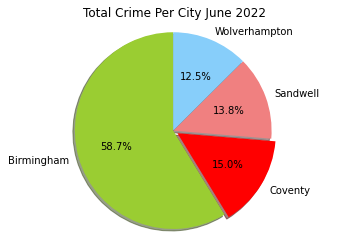 Total Crime Per City June 2022
Wolverhampton
12.5%
Sandwell
13.8%
58.7%
Birmingham
15.0%
Coventy